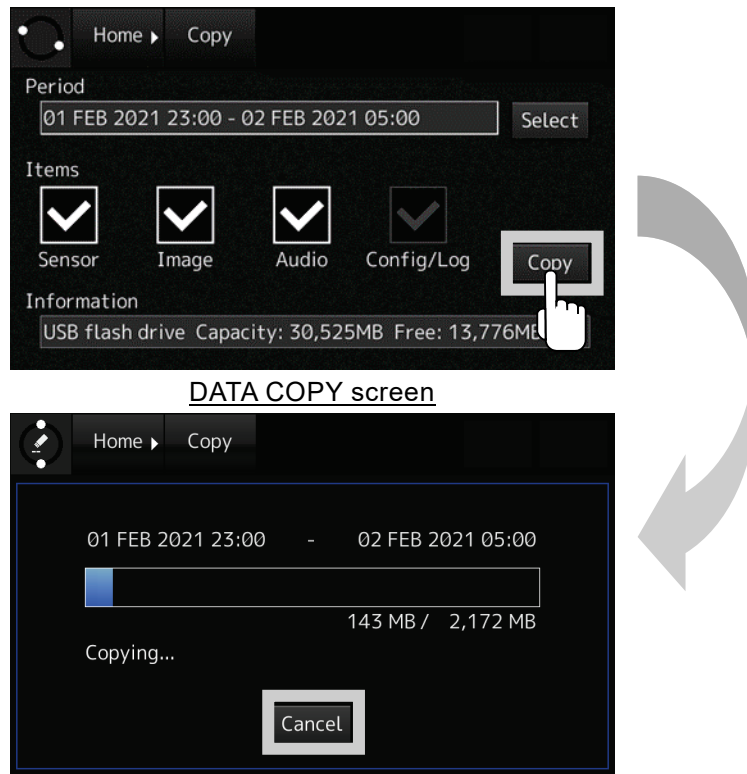 Home ▸ Copy
Period
01 FEB 2021 23:00 - 02 FEB 2021 05:00 Select
Items
Sensor Image Audio Config/Log Copy
Information
USB flash drive Capacity: 30,525MB Free: 13,776MB
DATA COPY screen
Home ▸ Copy
01 FEB 2021 23:00 - 02 FEB 2021 05:00
143 MB / 2,172 MB
Copying...
Cancel